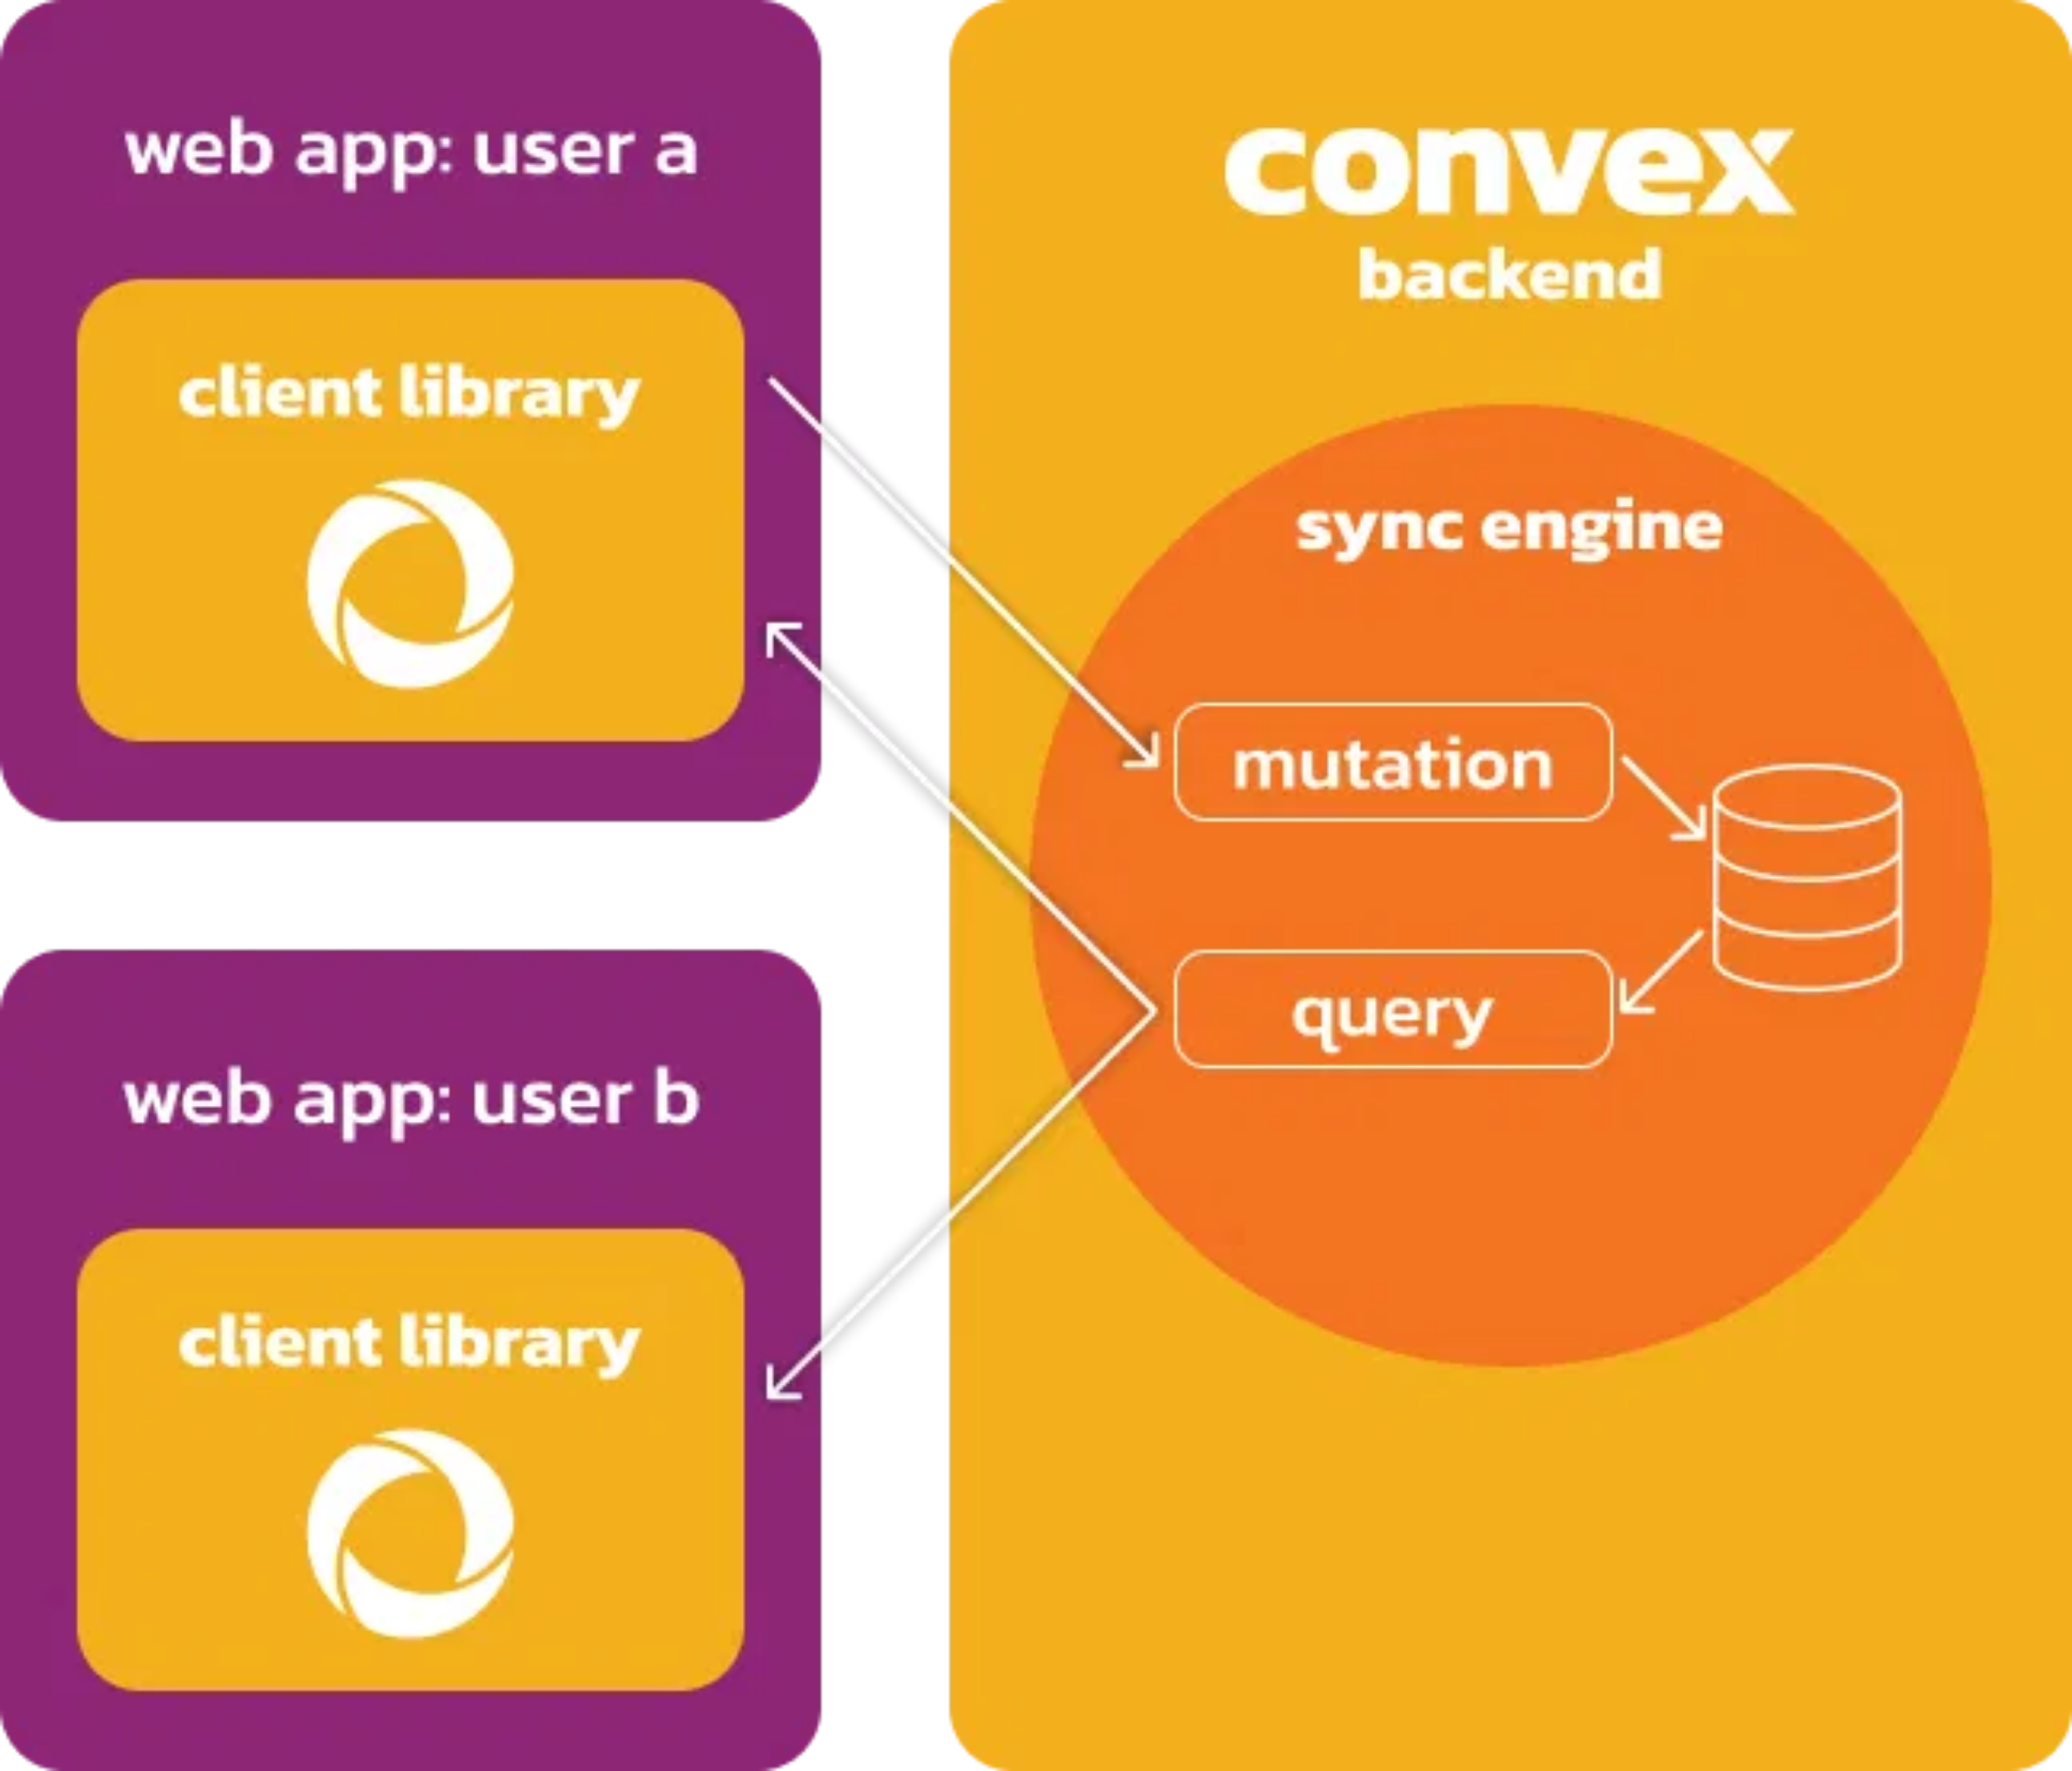 web app: user a
client library
web app: user b
client library
convex
backend
sync engine
mutation
query